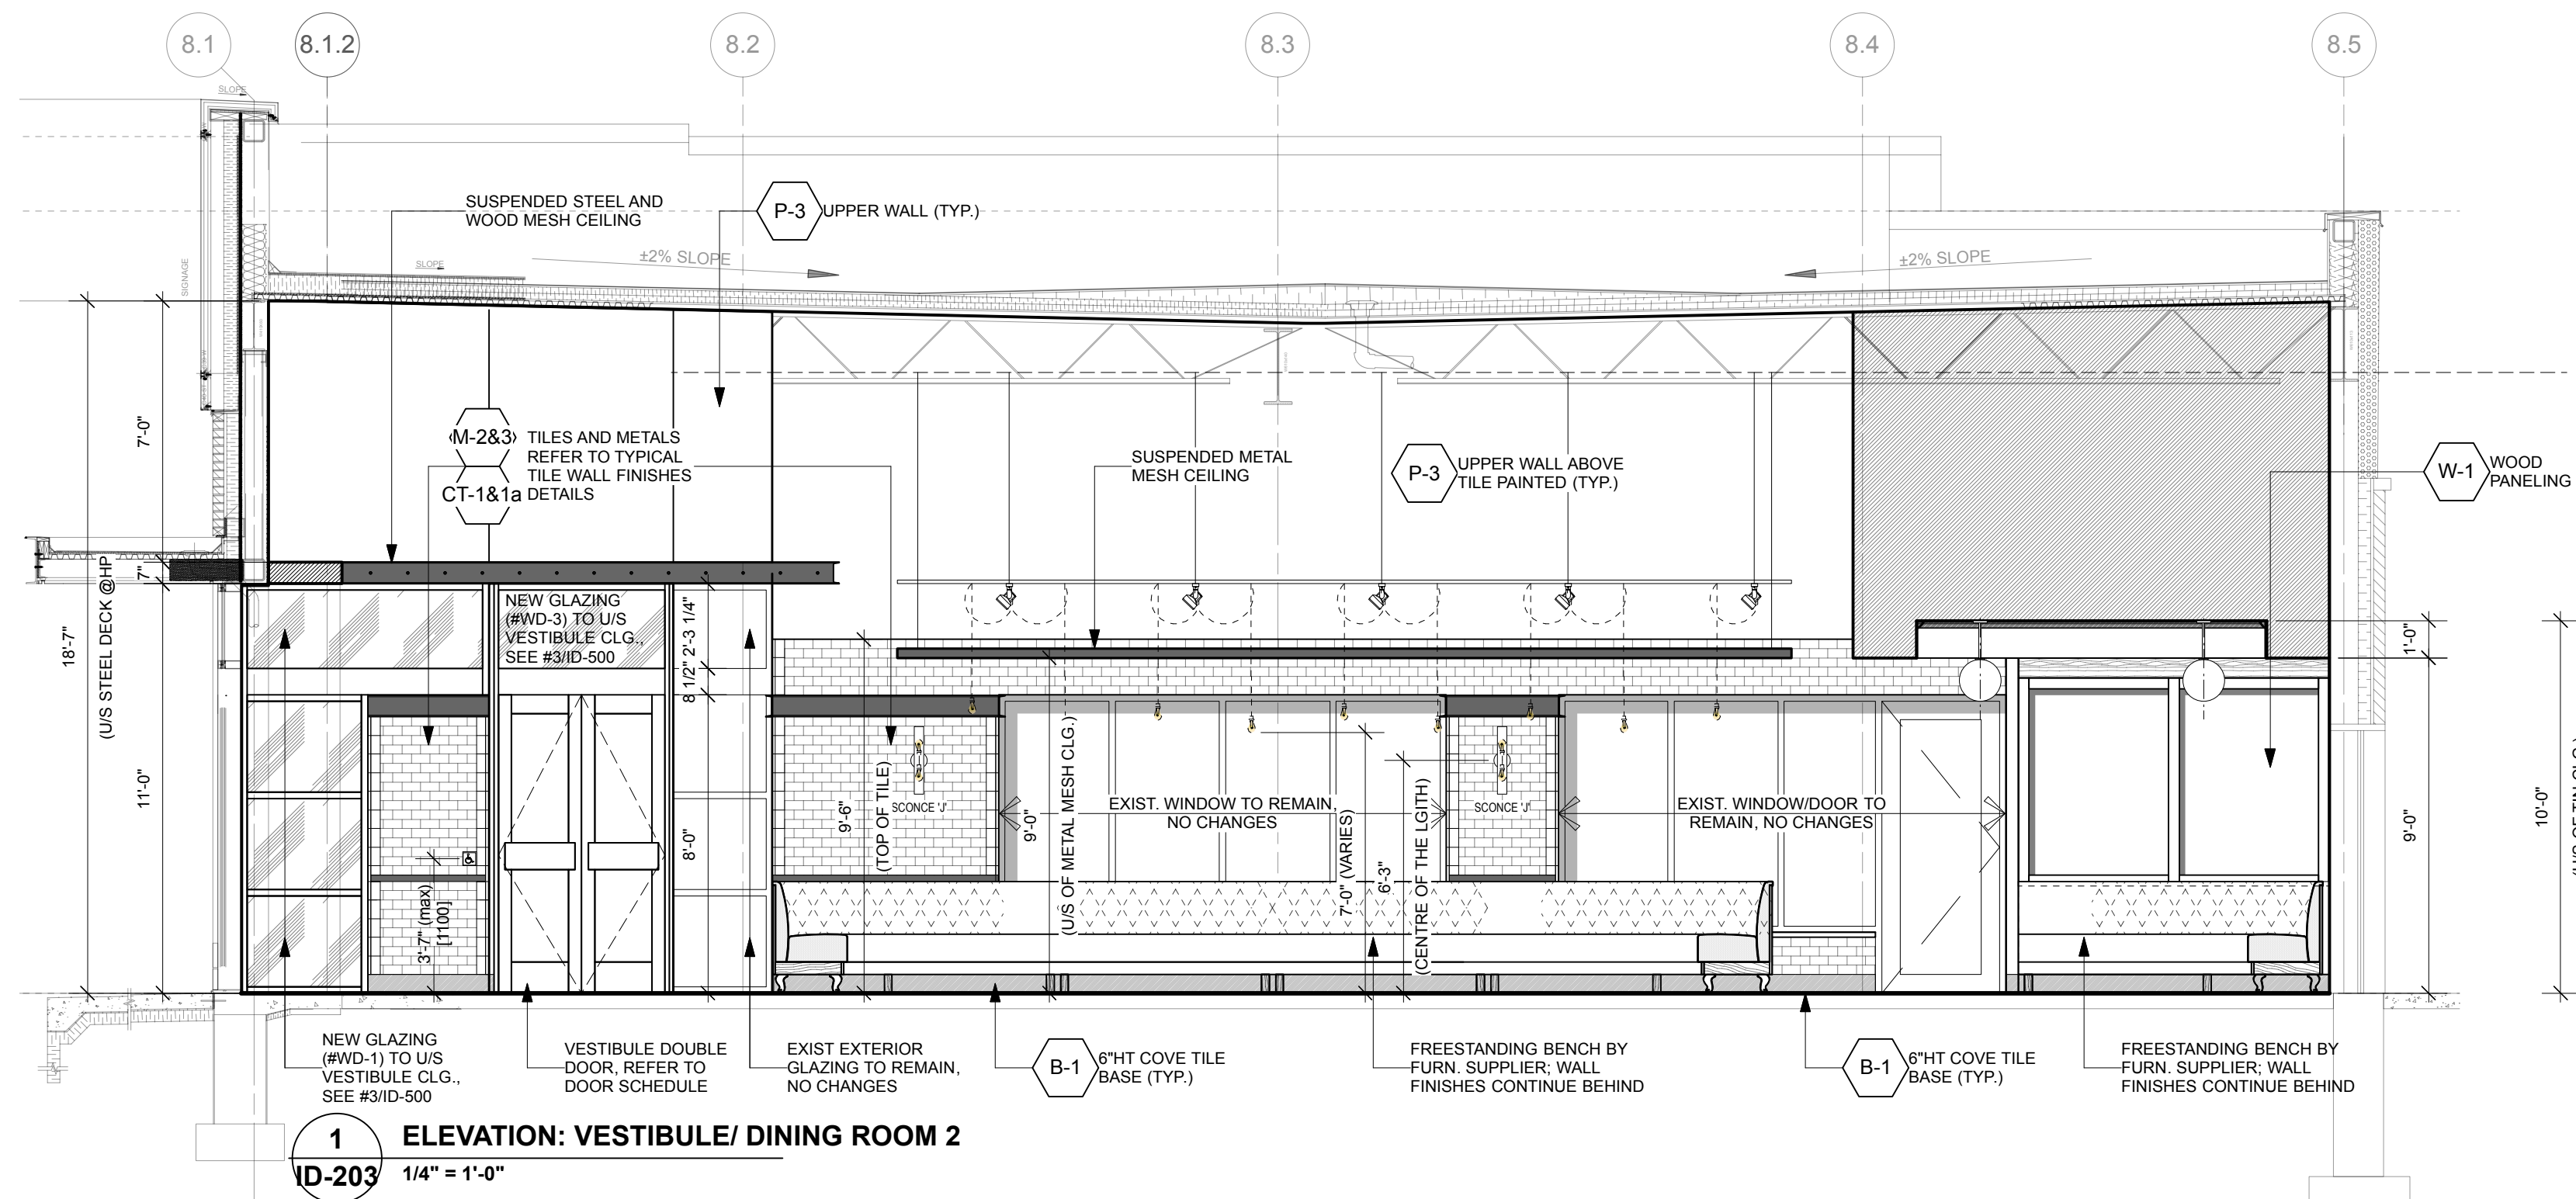 8.1
8.1.2
8.2
8.3
8.4
8.5
SLOPE
SUSPENDED STEEL AND
WOOD MESH CEILING
P-3
UPPER WALL (TYP.)
SIGNAGE
SLOPE
±2% SLOPE
±2% SLOPE
7'-0"
M-2&3
CT-1&1a
TILES AND METALS
REFER TO TYPICAL
TILE WALL FINISHES
DETAILS
SUSPENDED METAL
MESH CEILING
P-3
UPPER WALL ABOVE
TILE PAINTED (TYP.)
W-1
WOOD
PANELING
7"
18'-7"
(U/S STEEL DECK @HP
11'-0"
NEW GLAZING
(#WD-3) TO U/S
VESTIBULE CLG.,
SEE #3/ID-500
2'-3 1/4"
8 1/2"
8'-0"
3'-7" (max)
[1100]
9'-6"
(TOP OF TILE)
SCONCE 'J'
9'-0"
(U/S OF METAL MESH CLG.)
EXIST. WINDOW TO REMAIN,
NO CHANGES
7'-0" (VARIES)
6'-3"
(CENTRE OF THE LGITH)
SCONCE 'J'
EXIST. WINDOW/DOOR TO
REMAIN, NO CHANGES
1'-0"
9'-0"
10'-0"
NEW GLAZING
(#WD-1) TO U/S
VESTIBULE CLG.,
SEE #3/ID-500
VESTIBULE DOUBLE
DOOR, REFER TO
DOOR SCHEDULE
EXIST EXTERIOR
GLAZING TO REMAIN,
NO CHANGES
B-1
6"HT COVE TILE
BASE (TYP.)
FREESTANDING BENCH BY
FURN. SUPPLIER; WALL
FINISHES CONTINUE BEHIND
B-1
6"HT COVE TILE
BASE (TYP.)
FREESTANDING BENCH BY
FURN. SUPPLIER; WALL
FINISHES CONTINUE BEHIND
1
ID-203
ELEVATION: VESTIBULE/ DINING ROOM 2
1/4" = 1'-0"